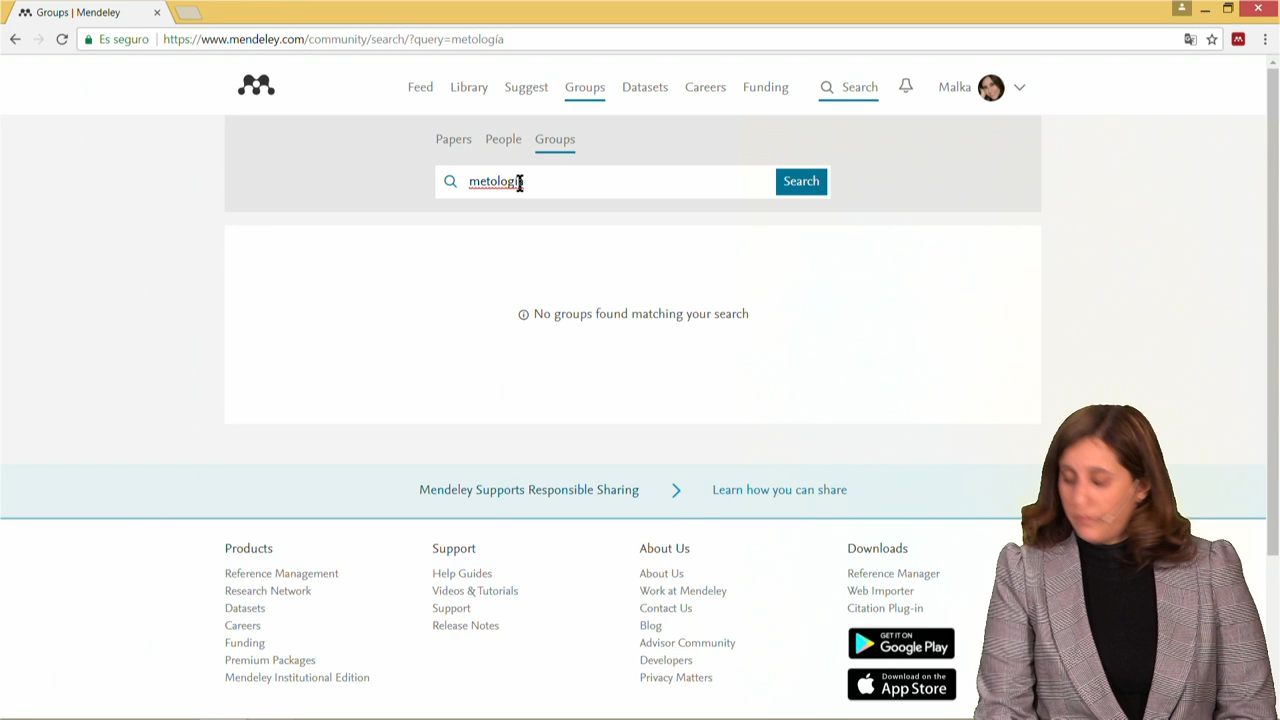 Groups | Mendeley
Es seguro
https://www.mendeley.com/community/search/?query=metología
Feed Library Suggest Groups Datasets Careers Funding Search Malka
Papers People Groups
Search
No groups found matching your search
Mendeley Supports Responsible Sharing
Learn how you can share
Products
Reference Management
Research Network
Datasets
Careers
Funding
Premium Packages
Mendeley Institutional Edition
Support
Help Guides
Videos & Tutorials
Support
Release Notes
About Us
About Us
Work at Mendeley
Contact Us
Blog
Advisor Community
Developers
Privacy Matters
Downloads
Reference Manager
Web Importer
Citation Plug-in
GET IT ON
Google Play
Download on the
App Store